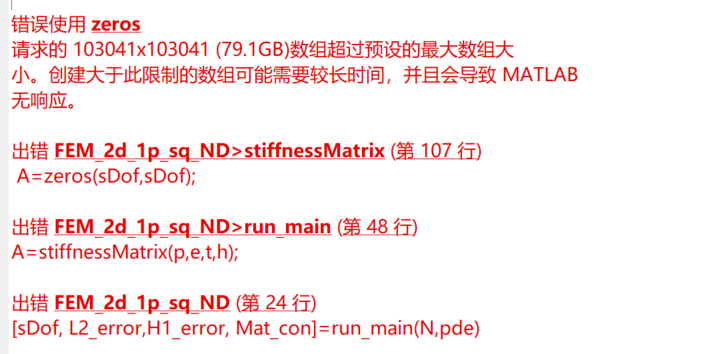 错误使用 zeros
请求的 103041x103041 (79.1GB)数组超过预设的最大数组大
小。创建大于此限制的数组可能需要较长时间，并且会导致 MATLAB
无响应。
出错 FEM_2d_1p_sq_ND>stiffnessMatrix (第 107 行)
A=zeros(sDof,sDof);
出错 FEM_2d_1p_sq_ND>run_main (第 48 行)
A=stiffnessMatrix(p,e,t,h);
出错 FEM_2d_1p_sq_ND (第 24 行)
[sDof, L2_error,H1_error, Mat_con]=run_main(N,pde)